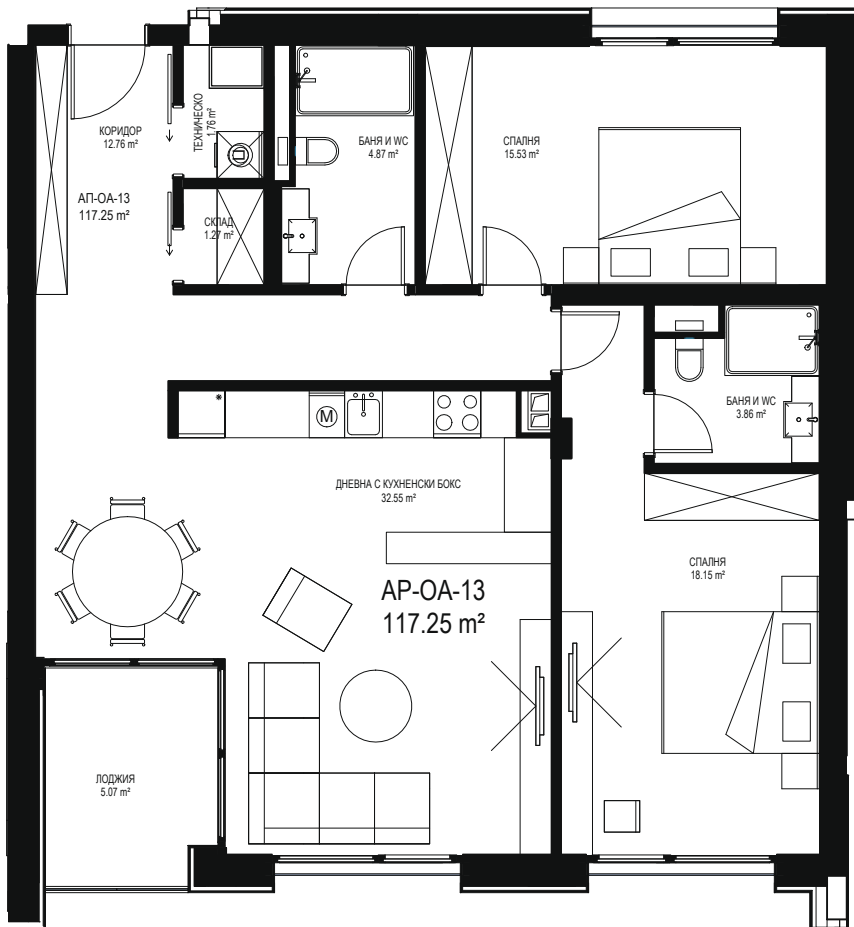 КОРИДОР
12.76 m²
АП-ОА-13
117.25 m²
ТЕХНИЧЕСКО
1.76 m²
СКЛАД
1.27 m²
БАНЯ И WC
4.87 m²
СПАЛНЯ
15.53 m²
БАНЯ И WC
3.86 m²
M
ДНЕВНА С КУХНЕНСКИ БОКС
32.55 m²
AP-OA-13
117.25 m²
СПАЛНЯ
18.15 m²
ЛОДЖИЯ
5.07 m²